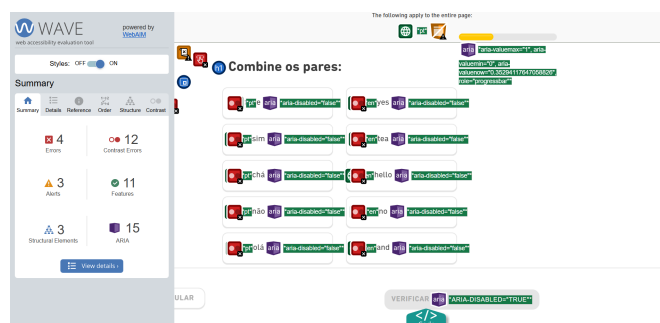 WAVE
web accessibility evaluation tool
powered by
WebAIM
Styles: OFF ON
Summary
Summary Details Reference Order Structure Contrast
4
Errors
12
Contrast Errors
3
Alerts
11
Features
3
Structural Elements
15
ARIA
View details ›
The following apply to the entire page:
*pt*
aria *aria-valuemax="1", aria-
valuemin="0", aria-
valuenow="0.35294117647058826",
role="progressbar"*
h1 Combine os pares:
*pt* e aria *aria-disabled="false"*
*en* yes aria *aria-disabled="false"*
*pt* sim aria *aria-disabled="false"*
*en* tea aria *aria-disabled="false"*
*pt* chá aria *aria-disabled="false"*
*en* hello aria *aria-disabled="false"*
*pt* não aria *aria-disabled="false"*
*en* no aria *aria-disabled="false"*
*pt* olá aria *aria-disabled="false"*
*en* and aria *aria-disabled="false"*
ULAR
VERIFICAR aria *ARIA-DISABLED="TRUE"*
</>